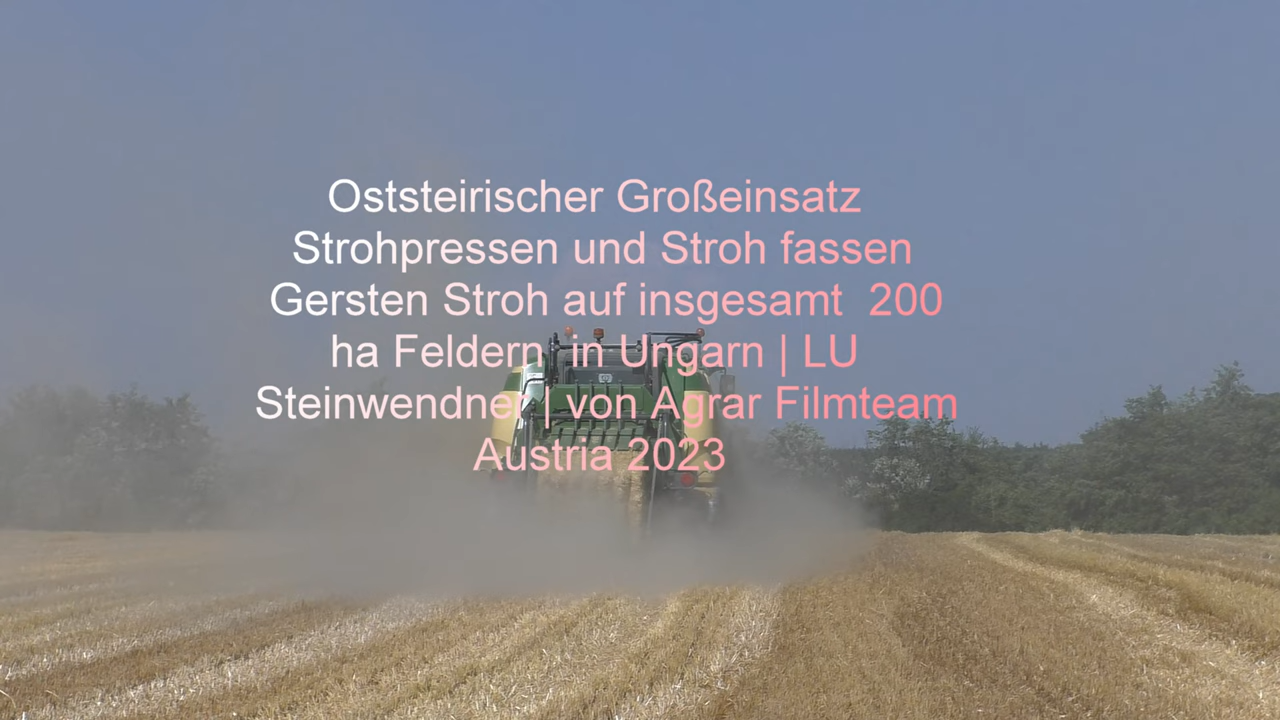 Oststeirischer Großeinsatz
Strohpressen und Stroh fassen
Gersten Stroh auf insgesamt  200
ha Feldern  in Ungarn | LU
Steinwendner | von Agrar Filmteam
Austria 2023